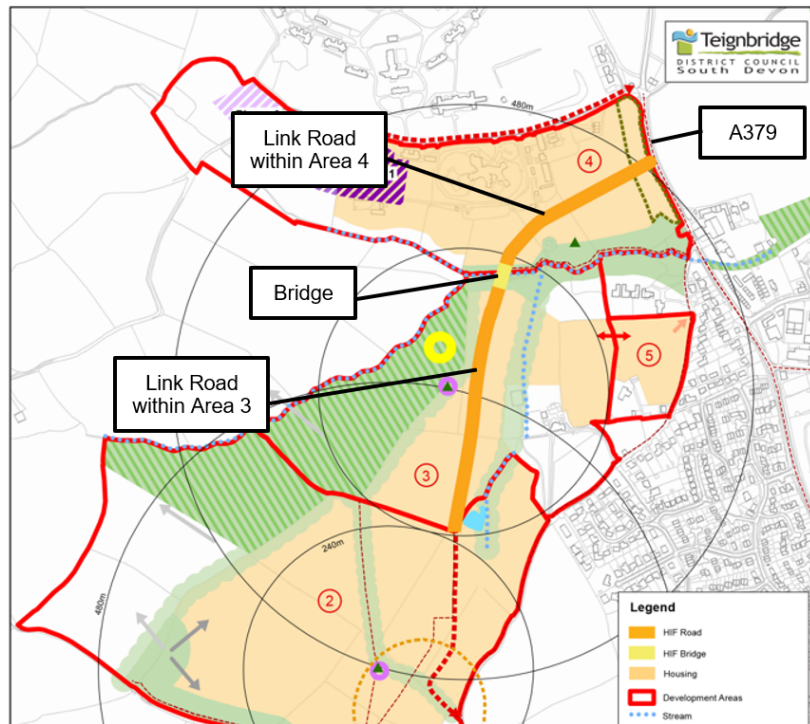 Teignbridge
DISTRICT COUNCIL
South Devon
480m
Link Road
within Area 4
A379
4
1
Bridge
5
Link Road
within Area 3
3
240m
2
480m
Legend
HIF Road
HIF Bridge
Housing
Development Areas
Stream